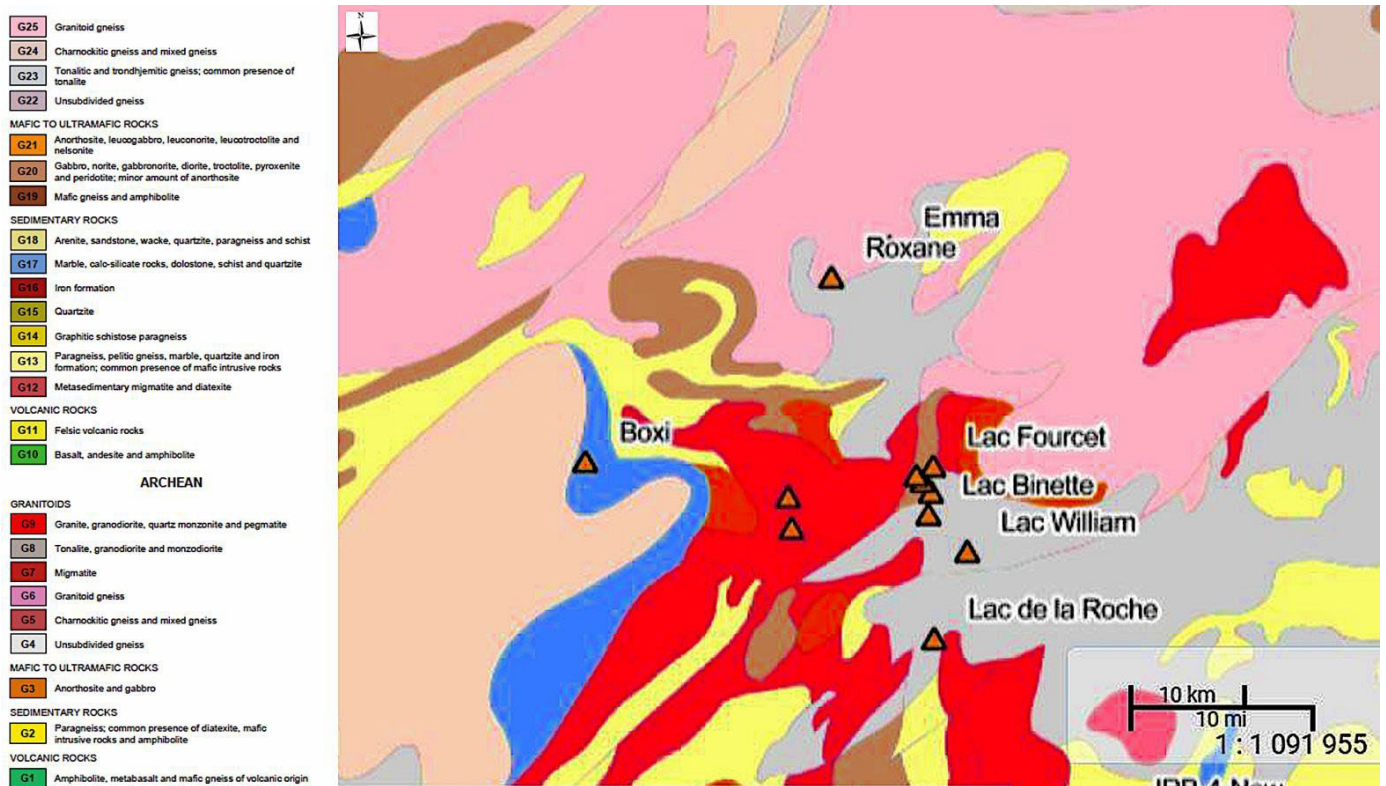 G25 Granitoid gneiss
G24 Charnockitic gneiss and mixed gneiss
G23 Tonalitic and trondhjemitic gneiss; common presence of
tonalite
G22 Unsubdivided gneiss
MAFIC TO ULTRAMAFIC ROCKS
G21 Anorthosite, leucogabbro, leuconorite, leucotroctolite and
nelsonite
G20 Gabbro, norite, gabbronorite, diorite, troctolite, pyroxenite
and peridotite; minor amount of anorthosite
G19 Mafic gneiss and amphibolite
SEDIMENTARY ROCKS
G18 Arenite, sandstone, wacke, quartzite, paragneiss and schist
G17 Marble, calo-silicate rocks, dolostone, schist and quartzite
G16 Iron formation
G15 Quartzite
G14 Graphitic schistose paragneiss
G13 Paragneiss, pelitic gneiss, marble, quartzite and iron
formation; common presence of mafic intrusive rocks
G12 Metasedimentary migmatite and diatexite
VOLCANIC ROCKS
G11 Felsic volcanic rocks
G10 Basalt, andesite and amphibolite
ARCHEAN
GRANITOIDS
G9 Granite, granodiorite, quartz monzonite and pegmatite
G8 Tonalite, granodiorite and monzodiorite
G7 Migmatite
G6 Granitoid gneiss
G5 Charnockitic gneiss and mixed gneiss
G4 Unsubdivided gneiss
MAFIC TO ULTRAMAFIC ROCKS
G3 Anorthosite and gabbro
SEDIMENTARY ROCKS
G2 Paragneiss; common presence of diatexite, mafic
intrusive rocks and amphibolite
VOLCANIC ROCKS
G1 Amphibolite, metabasalt and mafic gneiss of volcanic origin
N
Emma
Roxane
Boxi
Lac Fourcet
Lac Binette
Lac William
Lac de la Roche
10 km
10 mi
1 : 1 091 955